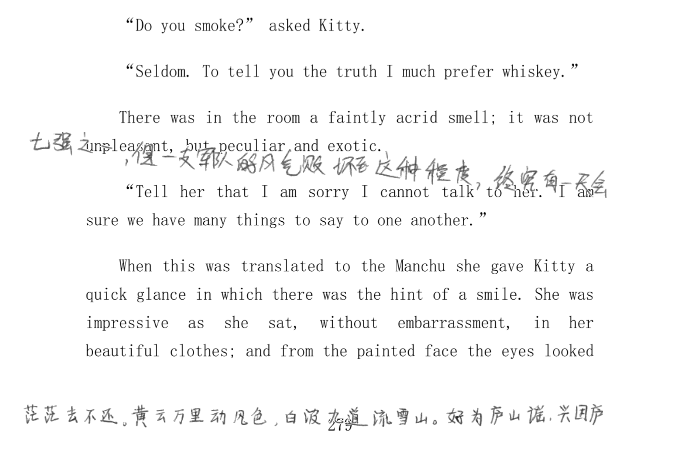 “Do you smoke?” asked Kitty.
“Seldom. To tell you the truth I much prefer whiskey.”
There was in the room a faintly acrid smell; it was not
unpleasant, but peculiar and exotic.
七强之一,但一支军队的风气败坏到这种程度,终究有一天会
“Tell her that I am sorry I cannot talk to her. I am
sure we have many things to say to one another.”
When this was translated to the Manchu she gave Kitty a
quick glance in which there was the hint of a smile. She was
impressive as she sat, without embarrassment, in her
beautiful clothes; and from the painted face the eyes looked
茫茫去不还。黄云万里动风色,白波九道流雪山。好为庐山谣,兴因庐
279